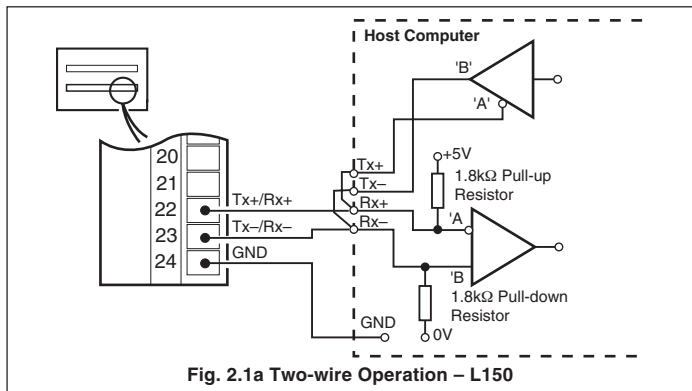 Host Computer
'B'
'A'
20
21
22
23
24
Tx+/Rx+
Tx–/Rx–
GND
Tx+
Tx–
Rx+
Rx–
+5V
1.8kΩ Pull-up
Resistor
'A
'B
1.8kΩ Pull-down
Resistor
GND
0V
Fig. 2.1a Two-wire Operation – L150